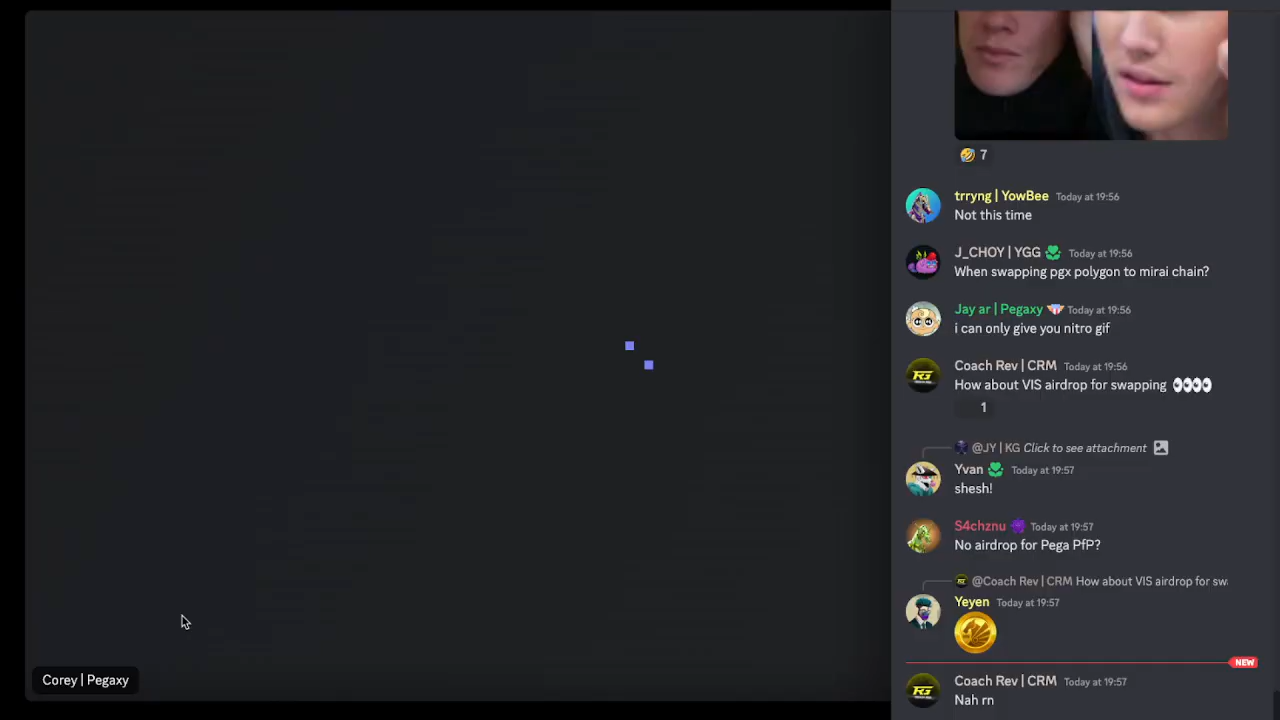 7
trryng | YowBee Today at 19:56
Not this time
J_CHOY | YGG Today at 19:56
When swapping pgx polygon to mirai chain?
Jay ar | Pegaxy Today at 19:56
i can only give you nitro gif
Coach Rev | CRM Today at 19:56
How about VIS airdrop for swapping
1
@JY | KG Click to see attachment
Yvan Today at 19:57
shesh!
S4chznu Today at 19:57
No airdrop for Pega PfP?
@Coach Rev | CRM How about VIS airdrop for swa
Yeyen Today at 19:57
NEW
Coach Rev | CRM Today at 19:57
Nah rn
Corey | Pegaxy